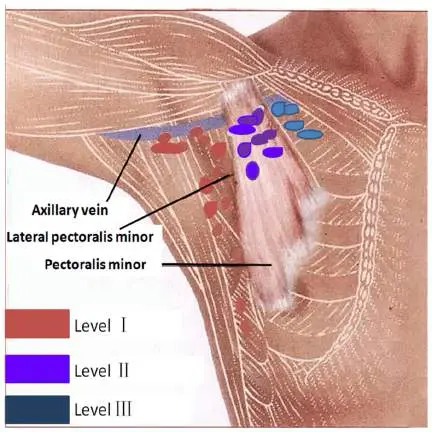 Axillary vein
Lateral pectoralis minor
Pectoralis minor
Level Ⅰ
Level Ⅱ
Level Ⅲ